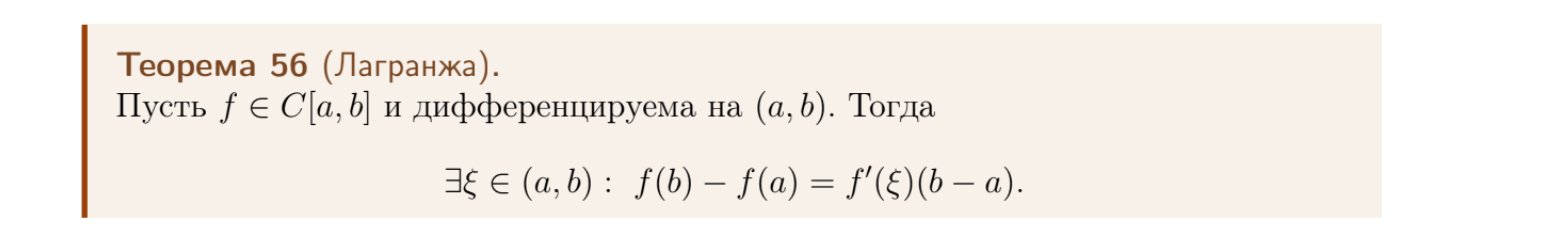 Теорема 56 (Лагранжа).
Пусть f ∈ C[a, b] и дифференцируема на (a, b). Тогда
∃ξ ∈ (a, b) : f(b) − f(a) = f′(ξ)(b − a).